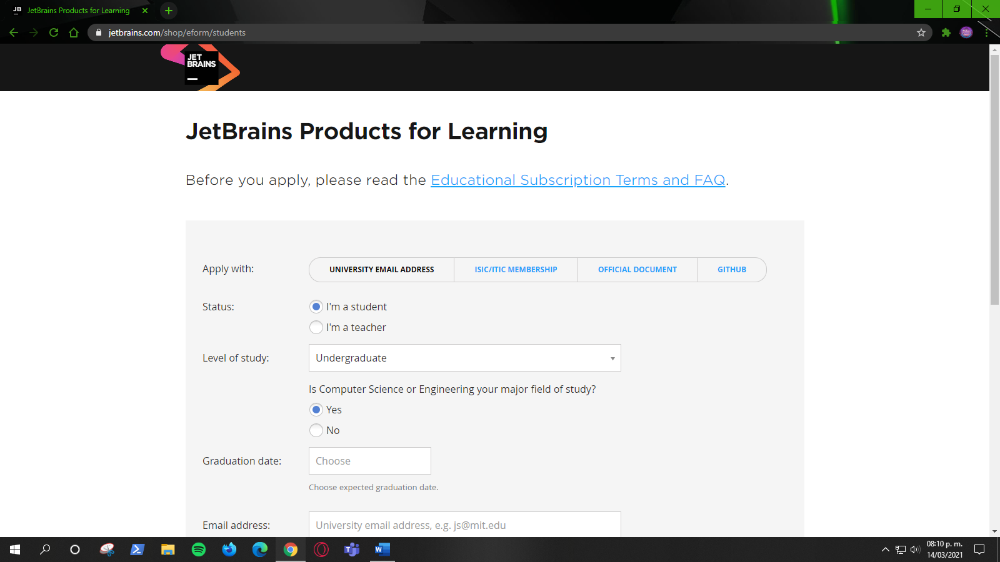 JB JetBrains Products for Learning
jetbrains.com/shop/eform/students
JET
BRAINS
JetBrains Products for Learning
Before you apply, please read the Educational Subscription Terms and FAQ.
Apply with: UNIVERSITY EMAIL ADDRESS ISIC/ITIC MEMBERSHIP OFFICIAL DOCUMENT GITHUB
Status: I'm a student
I'm a teacher
Level of study: Undergraduate
Is Computer Science or Engineering your major field of study?
Yes
No
Graduation date: Choose
Choose expected graduation date.
Email address: University email address, e.g. js@mit.edu
08:10 p. m.
14/03/2021